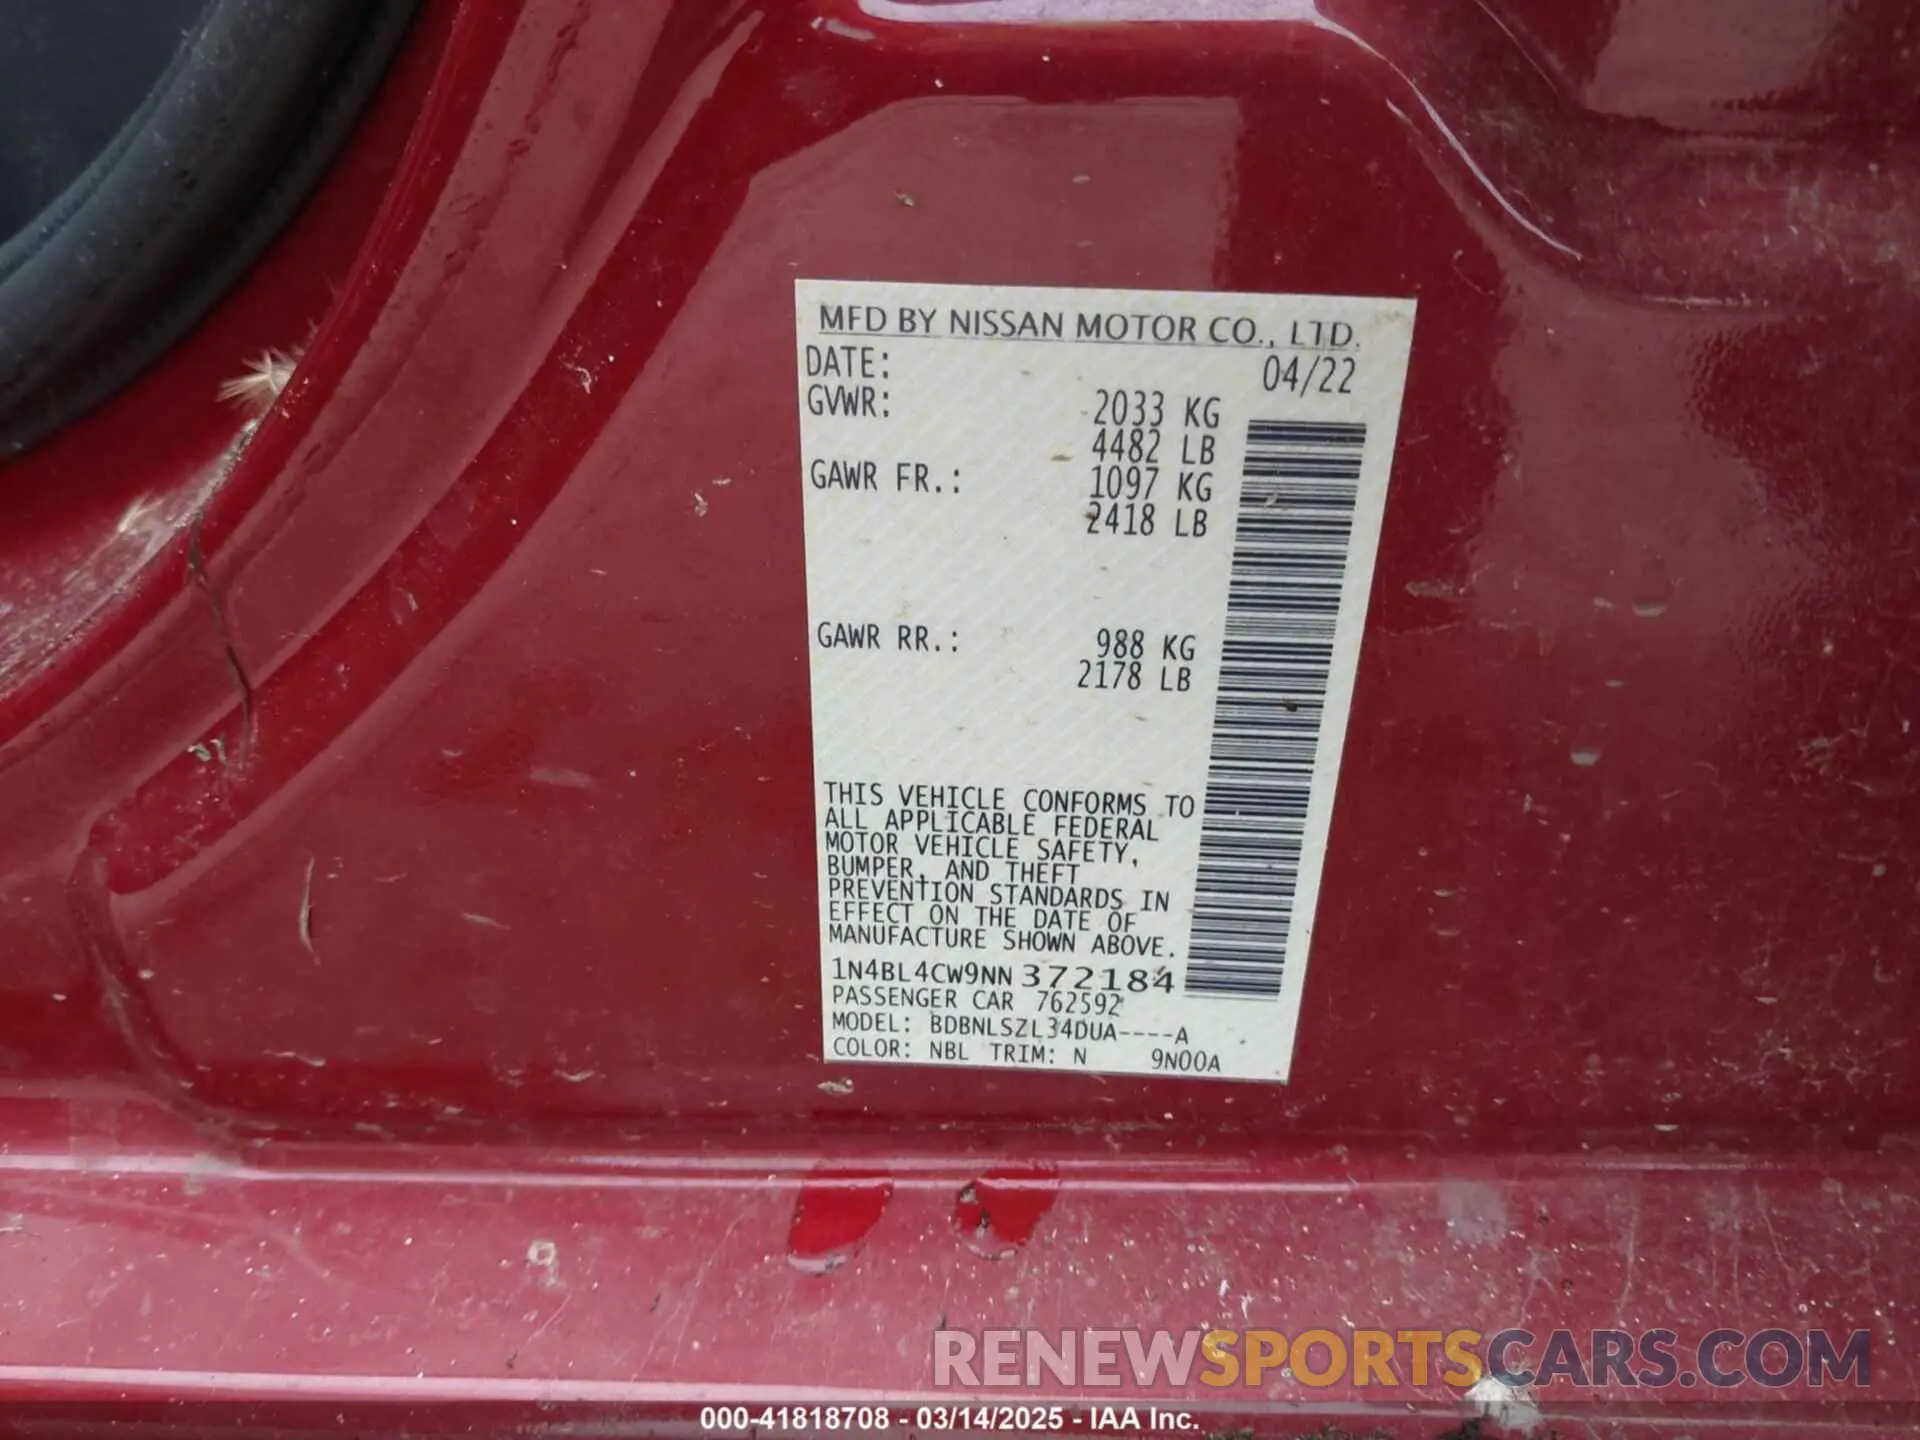 MFD BY NISSAN MOTOR CO., LTD.
DATE: 04/22
GVWR: 2033 KG
4482 LB
GAWR FR.: 1097 KG
2418 LB
GAWR RR.: 988 KG
2178 LB
THIS VEHICLE CONFORMS TO
ALL APPLICABLE FEDERAL
MOTOR VEHICLE SAFETY,
BUMPER, AND THEFT
PREVENTION STANDARDS IN
EFFECT ON THE DATE OF
MANUFACTURE SHOWN ABOVE.
1N4BL4CW9NN372184
PASSENGER CAR 762592
MODEL: BDBNLSZL34DUA----A
COLOR: NBL TRIM: N 9N00A
RENEWSPORTSCARS.COM
000-41818708 - 03/14/2025 - IAA Inc.